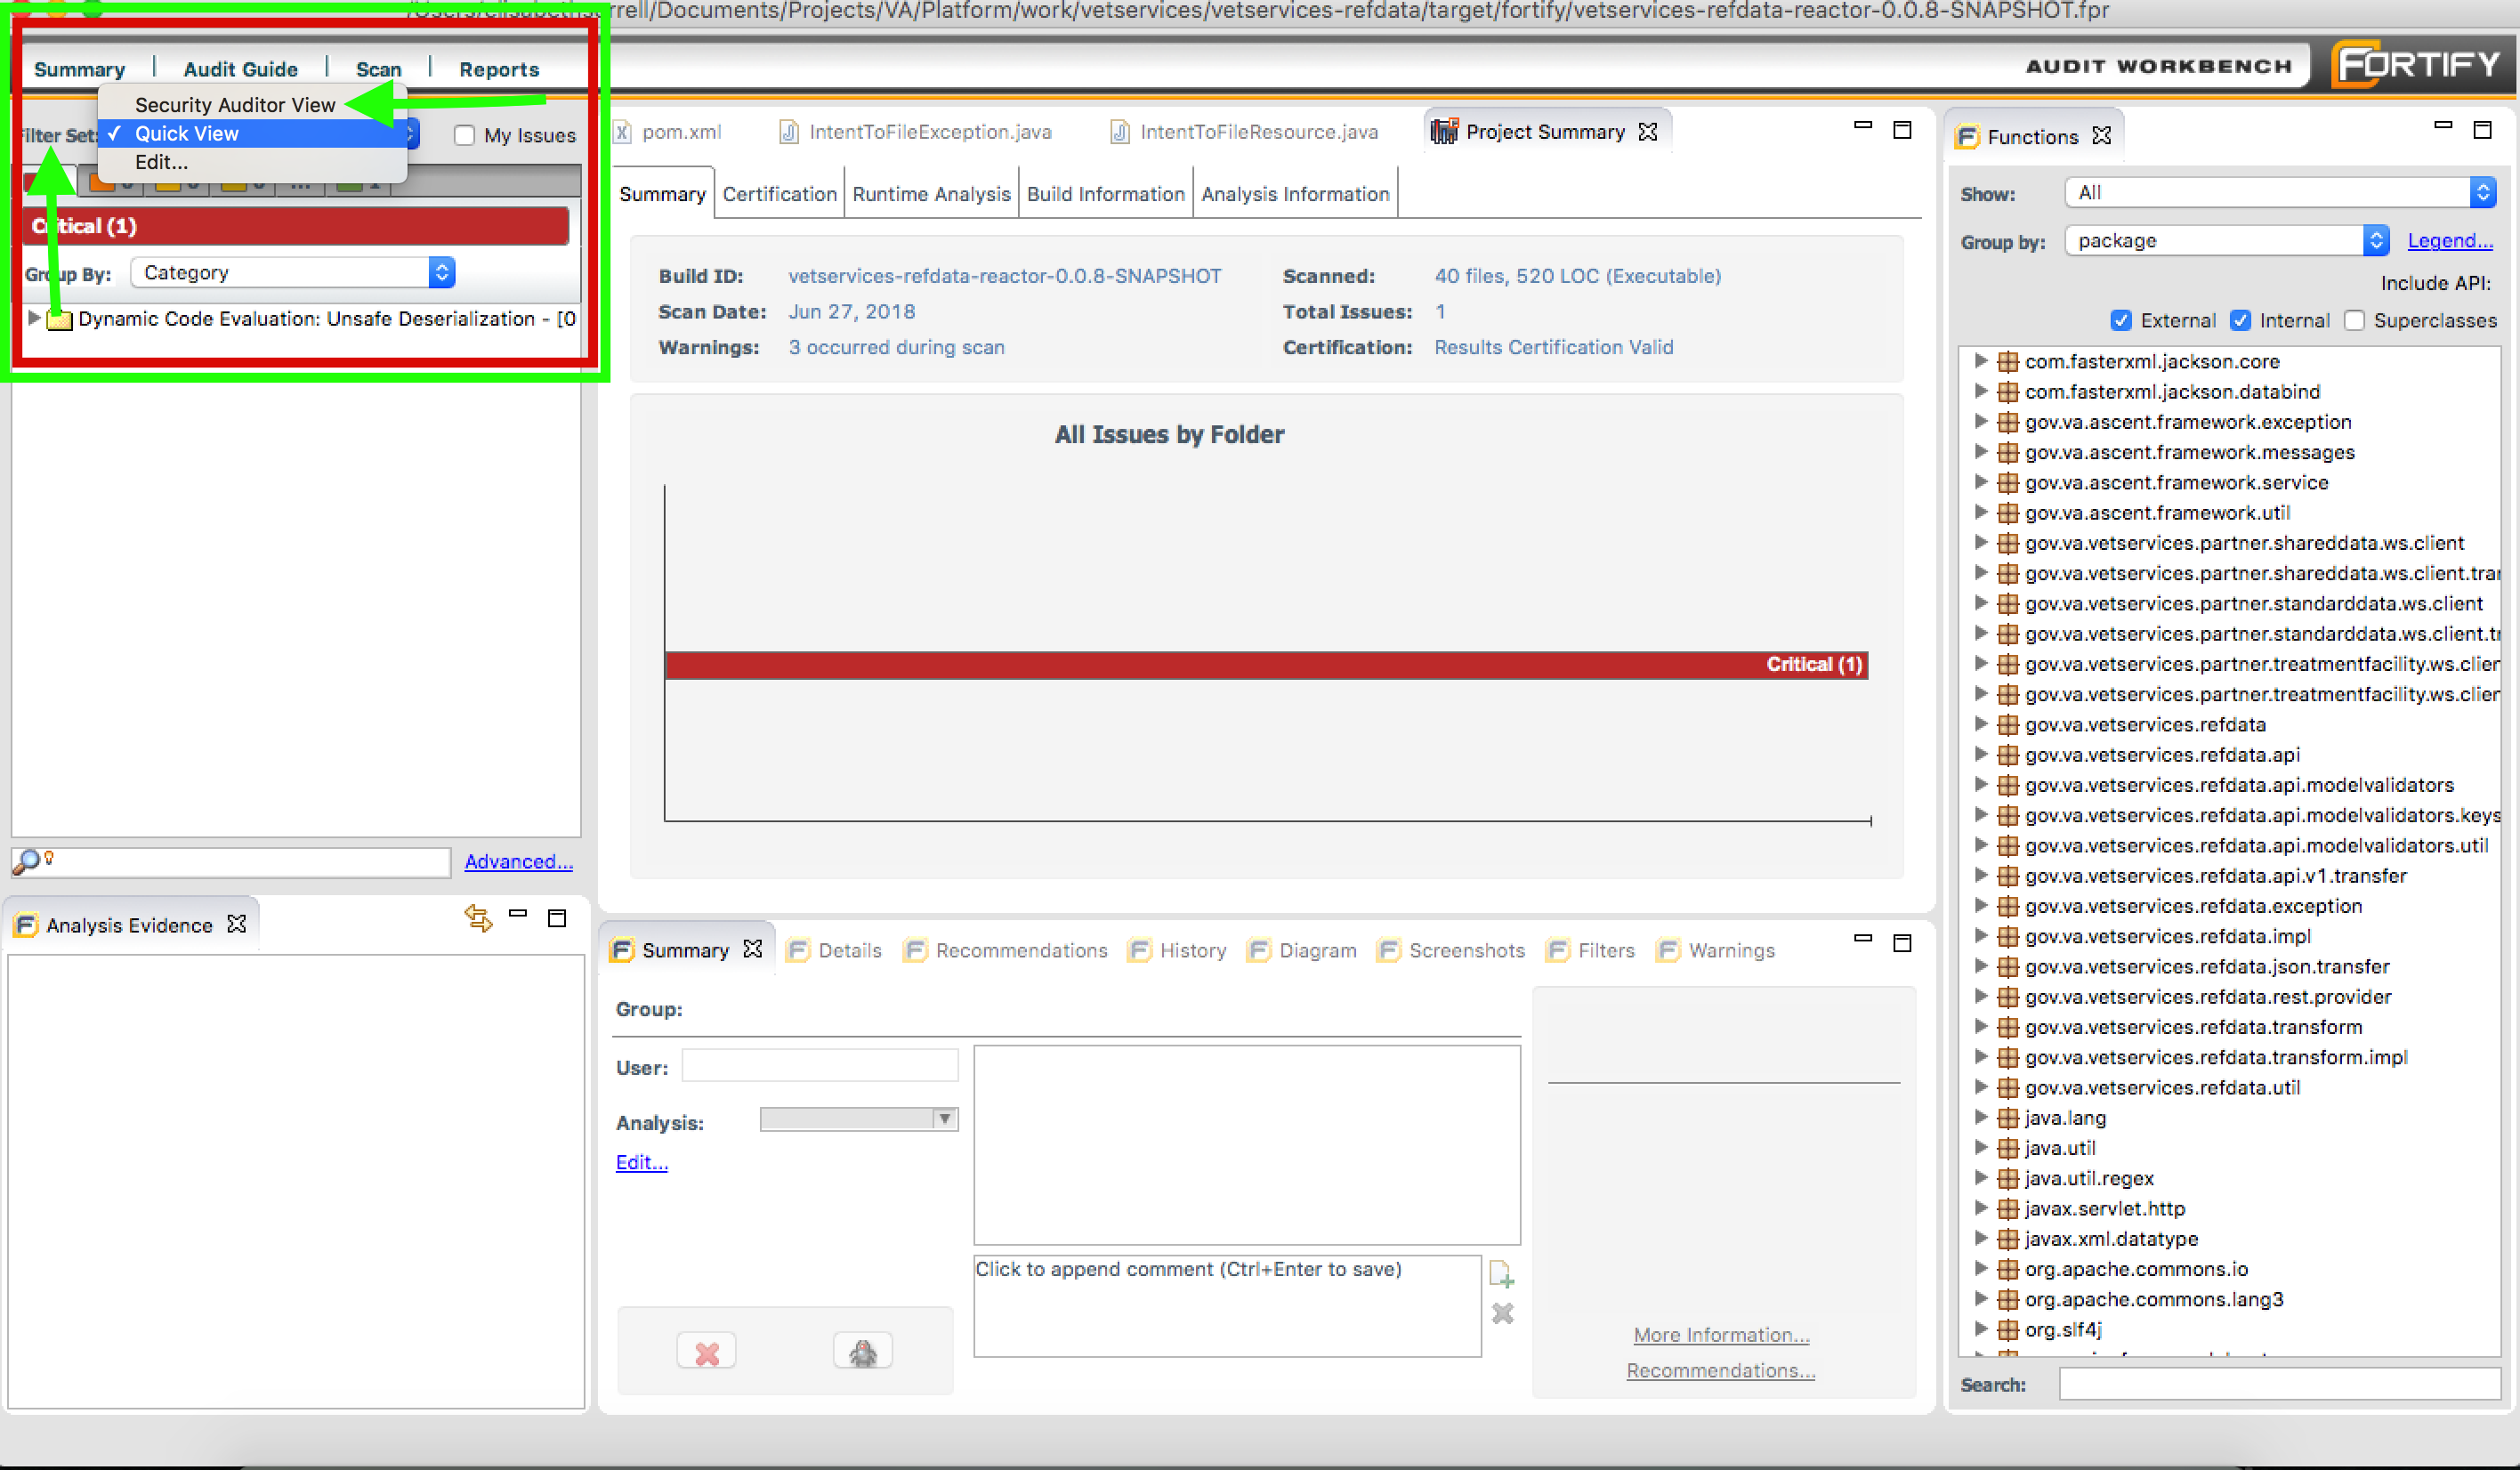 /Documents/Projects/VA/Platform/work/vetservices/vetservices-refdata/target/fortify/vetservices-refdata-reactor-0.0.8-SNAPSHOT.fpr
Summary | Audit Guide | Scan | Reports
AUDIT WORKBENCH FORTIFY
Security Auditor View
Filter Set: ✓ Quick View My Issues
Edit...
Critical (1)
Group By: Category
Dynamic Code Evaluation: Unsafe Deserialization - [0
Advanced...
Analysis Evidence
pom.xml IntentToFileException.java IntentToFileResource.java Project Summary
Summary Certification Runtime Analysis Build Information Analysis Information
Build ID: vetservices-refdata-reactor-0.0.8-SNAPSHOT Scanned: 40 files, 520 LOC (Executable)
Scan Date: Jun 27, 2018 Total Issues: 1
Warnings: 3 occurred during scan Certification: Results Certification Valid
All Issues by Folder
Critical (1)
Summary Details Recommendations History Diagram Screenshots Filters Warnings
Group:
User:
Analysis:
Edit...
Click to append comment (Ctrl+Enter to save)
More Information...
Recommendations...
Functions
Show: All
Group by: package Legend...
Include API:
External Internal Superclasses
com.fasterxml.jackson.core
com.fasterxml.jackson.databind
gov.va.ascent.framework.exception
gov.va.ascent.framework.messages
gov.va.ascent.framework.service
gov.va.ascent.framework.util
gov.va.vetservices.partner.shareddata.ws.client
gov.va.vetservices.partner.shareddata.ws.client.tra
gov.va.vetservices.partner.standarddata.ws.client
gov.va.vetservices.partner.standarddata.ws.client.t
gov.va.vetservices.partner.treatmentfacility.ws.clie
gov.va.vetservices.partner.treatmentfacility.ws.clie
gov.va.vetservices.refdata
gov.va.vetservices.refdata.api
gov.va.vetservices.refdata.api.modelvalidators
gov.va.vetservices.refdata.api.modelvalidators.keys
gov.va.vetservices.refdata.api.modelvalidators.util
gov.va.vetservices.refdata.api.v1.transfer
gov.va.vetservices.refdata.exception
gov.va.vetservices.refdata.impl
gov.va.vetservices.refdata.json.transfer
gov.va.vetservices.refdata.rest.provider
gov.va.vetservices.refdata.transform
gov.va.vetservices.refdata.transform.impl
gov.va.vetservices.refdata.util
java.lang
java.util
java.util.regex
javax.servlet.http
javax.xml.datatype
org.apache.commons.io
org.apache.commons.lang3
org.slf4j
Search: